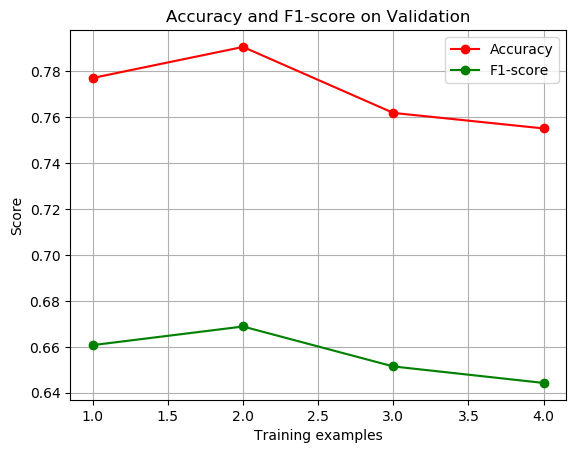 Accuracy and F1-score on Validation
Accuracy
F1-score
0.78
0.76
0.74
0.72
0.70
0.68
0.66
0.64
Score
1.0 1.5 2.0 2.5 3.0 3.5 4.0
Training examples